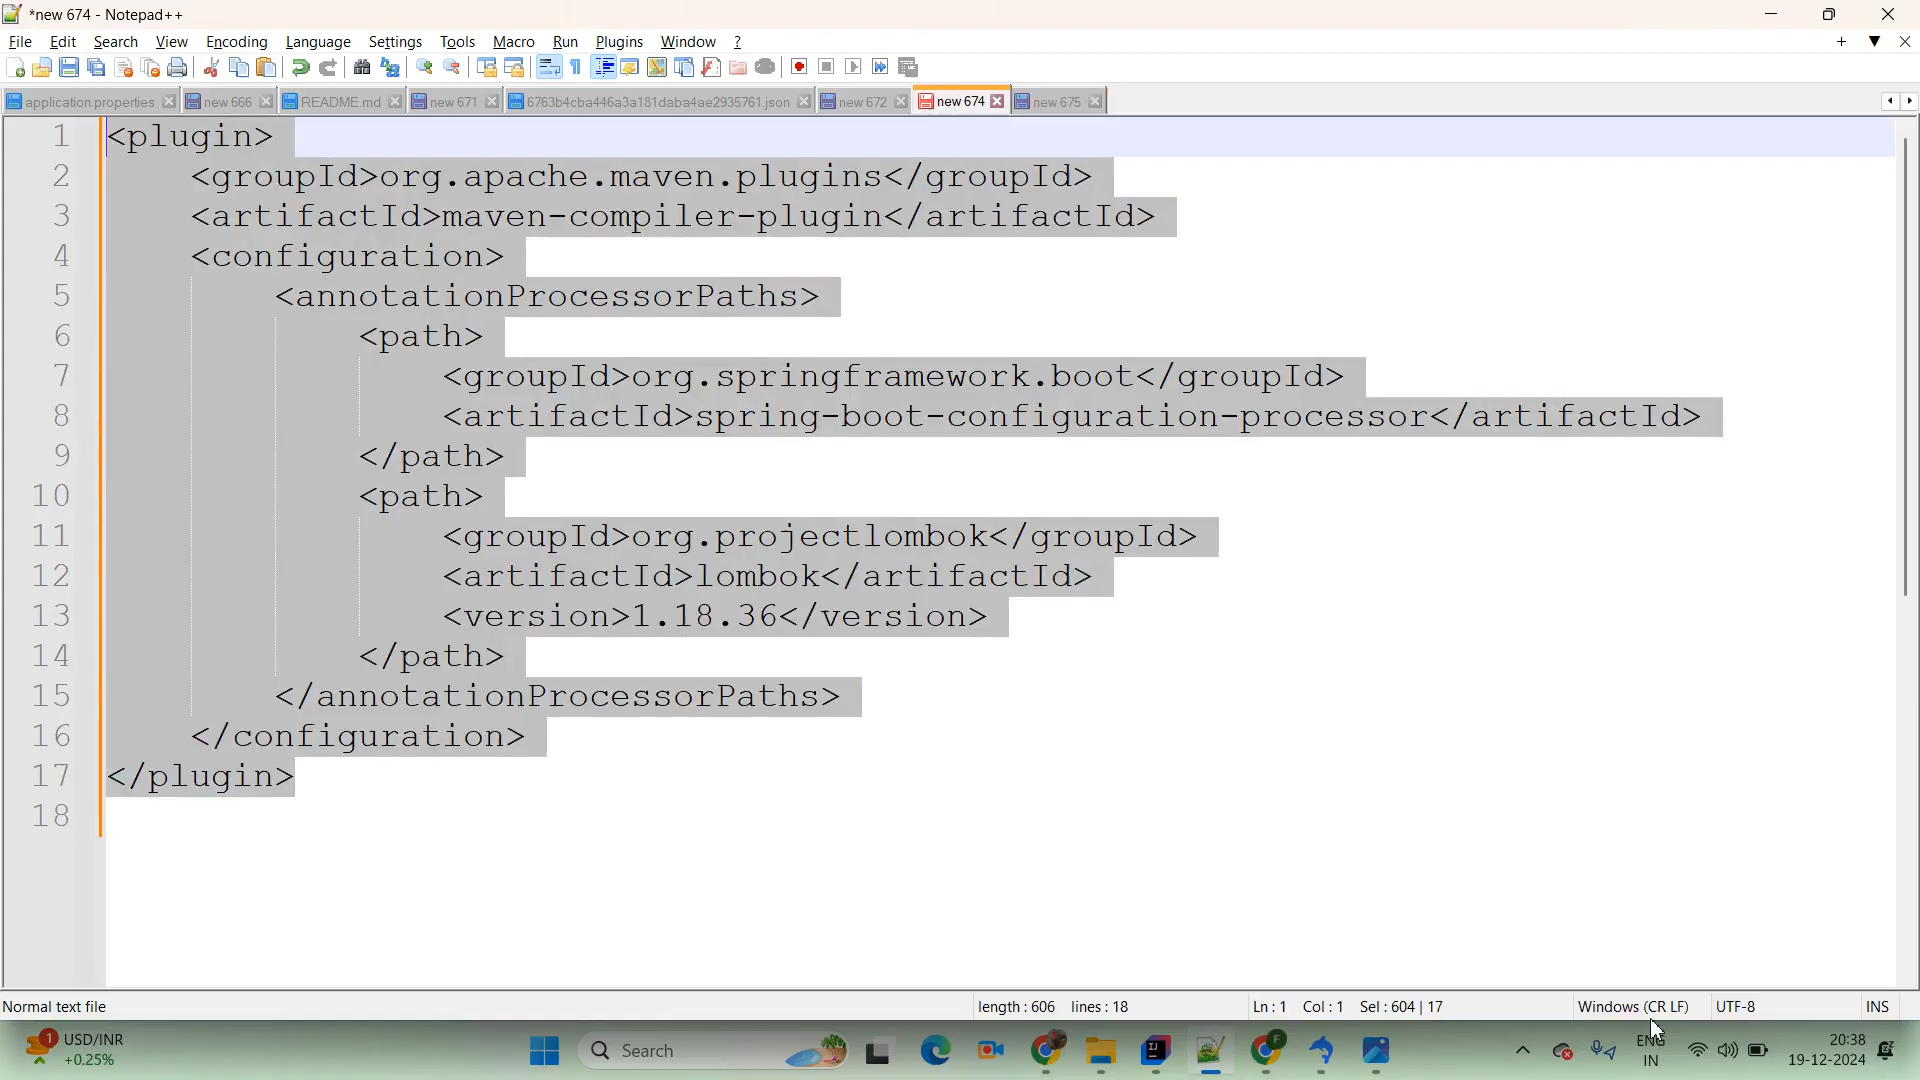 *new 674 - Notepad++
File Edit Search View Encoding Language Settings Tools Macro Run Plugins Window ?
application.properties new 666 README.md new 671 6763b4cba446a3a181daba4ae2935761.json new 672 new 674 new 675
1 <plugin>
2 <groupId>org.apache.maven.plugins</groupId>
3 <artifactId>maven-compiler-plugin</artifactId>
4 <configuration>
5 <annotationProcessorPaths>
6 <path>
7 <groupId>org.springframework.boot</groupId>
8 <artifactId>spring-boot-configuration-processor</artifactId>
9 </path>
10 <path>
11 <groupId>org.projectlombok</groupId>
12 <artifactId>lombok</artifactId>
13 <version>1.18.36</version>
14 </path>
15 </annotationProcessorPaths>
16 </configuration>
17 </plugin>
18
Normal text file length : 606 lines : 18 Ln : 1 Col : 1 Sel : 604 | 17 Windows (CR LF) UTF-8 INS
1 USD/INR
+0.25%
Search
ENG
IN
20:38
19-12-2024